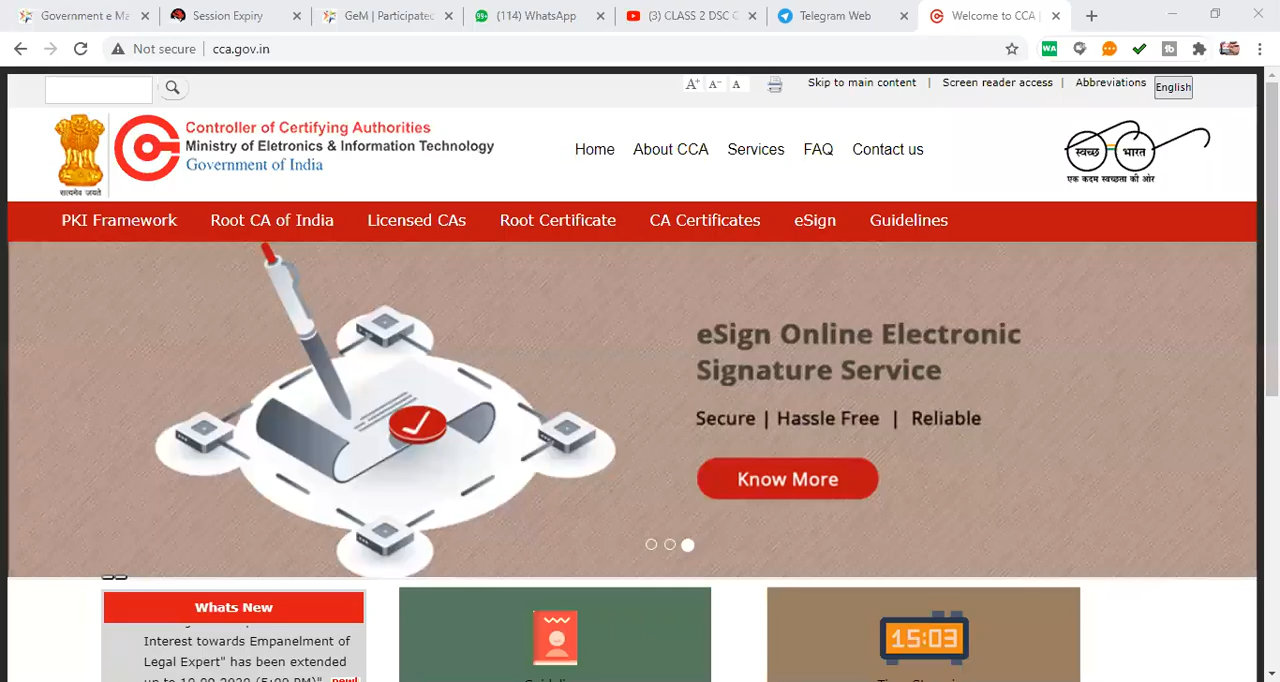 Government e Ma
Session Expiry
GeM | Participated
(114) WhatsApp
(3) CLASS 2 DSC C
Telegram Web
Welcome to CCA |
Not secure | cca.gov.in
A+ A- A
Skip to main content | Screen reader access | Abbreviations
English
Controller of Certifying Authorities
Ministry of Eletronics & Information Technology
Government of India
सत्यमेव जयते
Home About CCA Services FAQ Contact us
स्वच्छ भारत
एक कदम स्वच्छता की ओर
PKI Framework Root CA of India Licensed CAs Root Certificate CA Certificates eSign Guidelines
eSign Online Electronic
Signature Service
Secure | Hassle Free | Reliable
Know More
Whats New
Interest towards Empanelment of
Legal Expert" has been extended
15:03